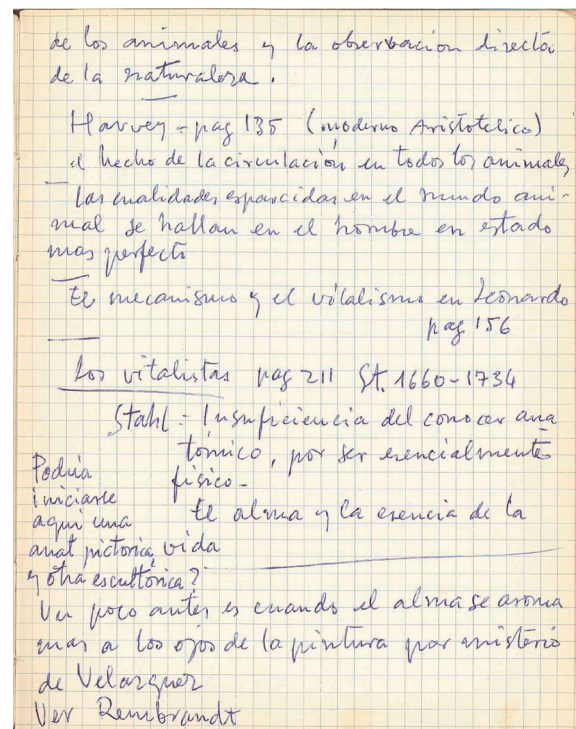 de los animales y la observacion directa
de la naturaleza.
Harvey = pag 135 (moderno Aristotelico)
el hecho de la circulación en todos los animales
Las cualidades esparcidas en el mundo ani-
mal se hallan en el hombre en estado
mas perfecto
El mecanismo y el vitalismo en Leonardo
pag 156
Los vitalistas pag 211 St. 1660-1734
Stahl = Insuficiencia del conocer ana
tómico, por ser esencialmente
fisico -
Podria
iniciarse
aqui una
anat pictorica
y otra escultórica?
El alma y la esencia de la
vida
Un poco antes es cuando el alma se asoma
mas a los ojos de la pintura por misterio
de Velazquez
Ver Rembrandt